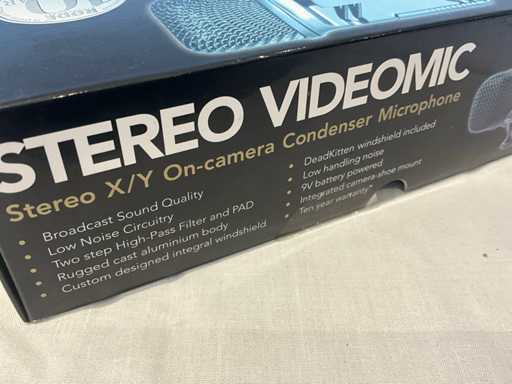 STEREO VIDEOMIC
Stereo X/Y On-camera Condenser Microphone
• Broadcast Sound Quality
• Low Noise Circuitry
• Two step High-Pass Filter and PAD
• Rugged cast aluminium body
• Custom designed integral windshield
• DeadKitten windshield included
• Low handling noise
• 9V battery powered
• Integrated camera-shoe mount
• Ten year warranty*